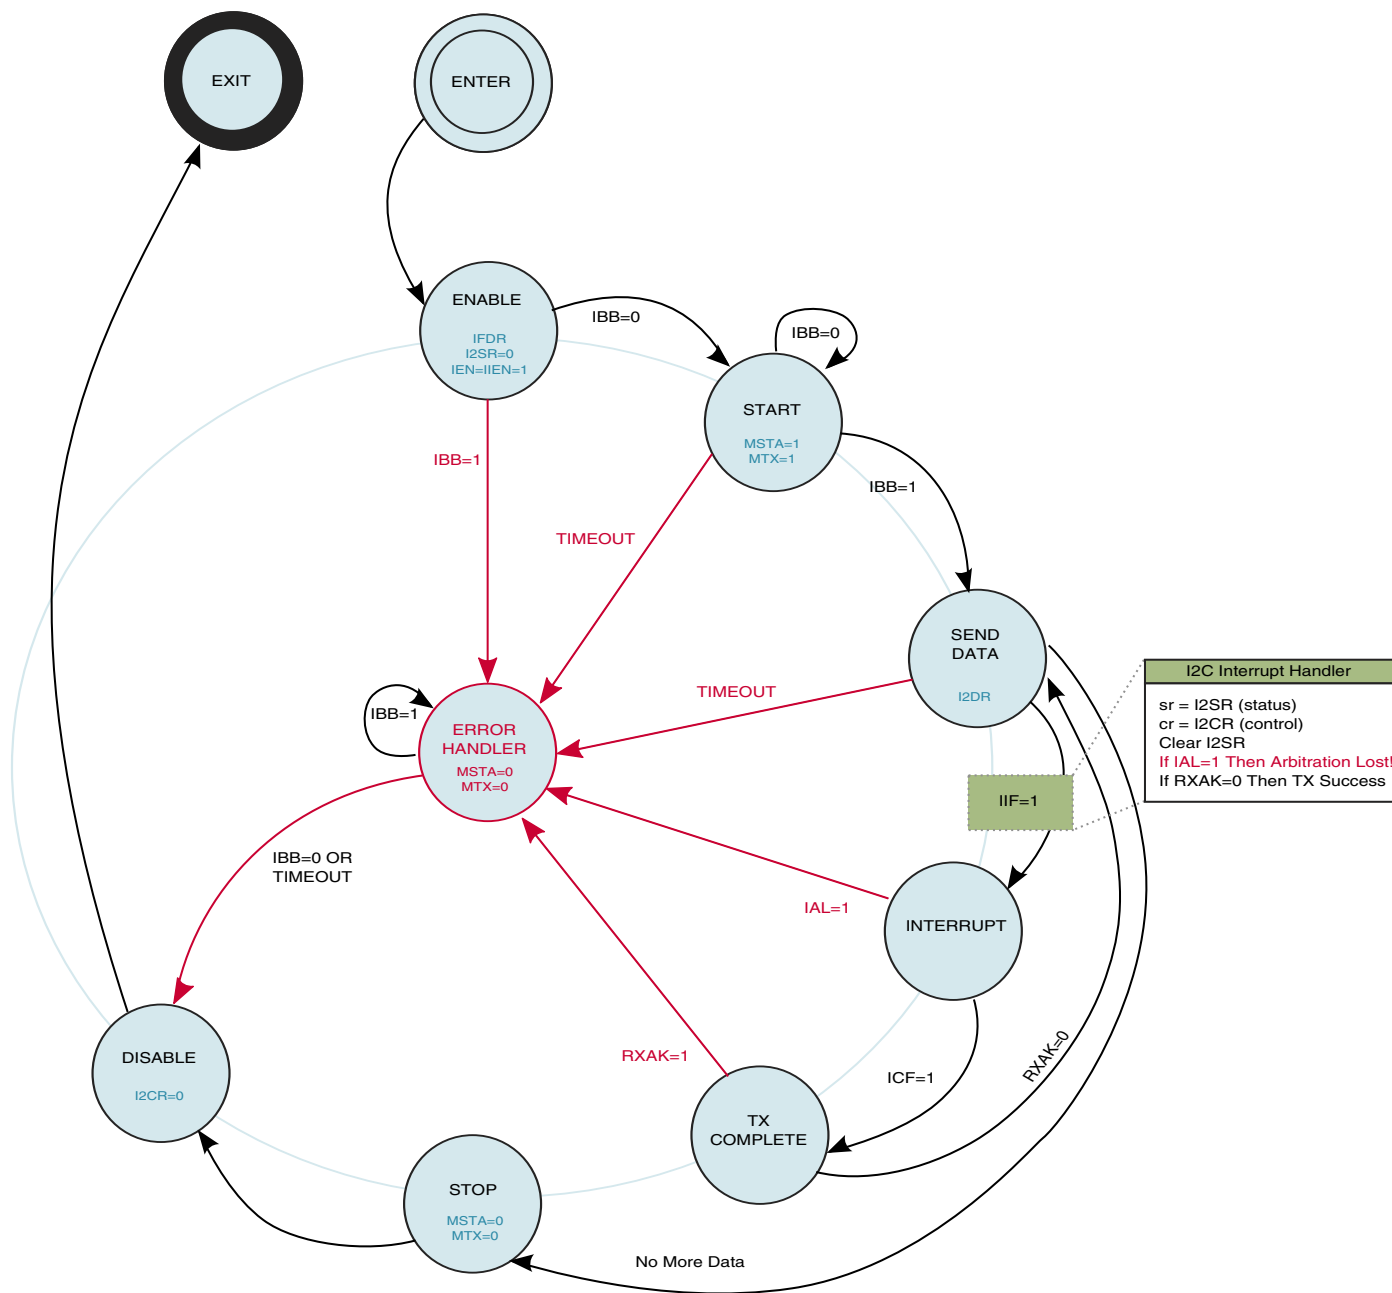 EXIT
ENTER
ENABLE
IFDR
I2SR=0
IEN=IIEN=1
IBB=0
IBB=0
START
MSTA=1
MTX=1
IBB=1
IBB=1
TIMEOUT
SEND
DATA
I2DR
TIMEOUT
I2C Interrupt Handler
sr = I2SR (status)
cr = I2CR (control)
Clear I2SR
If IAL=1 Then Arbitration Lost!
If RXAK=0 Then TX Success
IBB=1
ERROR
HANDLER
MSTA=0
MTX=0
IIF=1
IBB=0 OR
TIMEOUT
IAL=1
INTERRUPT
RXAK=1
ICF=1
RXAK=0
DISABLE
I2CR=0
TX
COMPLETE
STOP
MSTA=0
MTX=0
No More Data